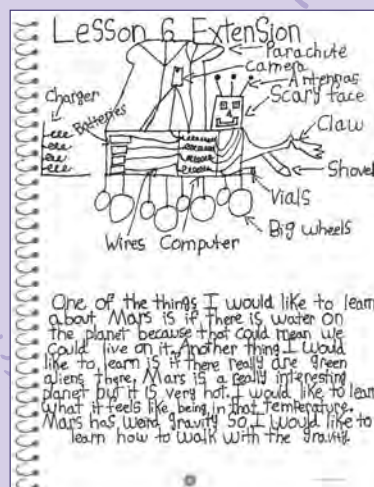 Lesson 6 Extension
Parachute
camera
Antennas
Scary face
Charger
Batteries
Claw
Shovel
Vials
Big wheels
Wires Computer
One of the things I would like to learn
about Mars is if there is water on
the planet because that could mean we
could live on it. Another thing I would
like to learn is if there really are green
aliens there. Mars is a really interesting
planet but it is very hot. I would like to learn
what it feels like being in that temperature.
Mars has weird gravity so I would like to
learn how to walk with the gravity.